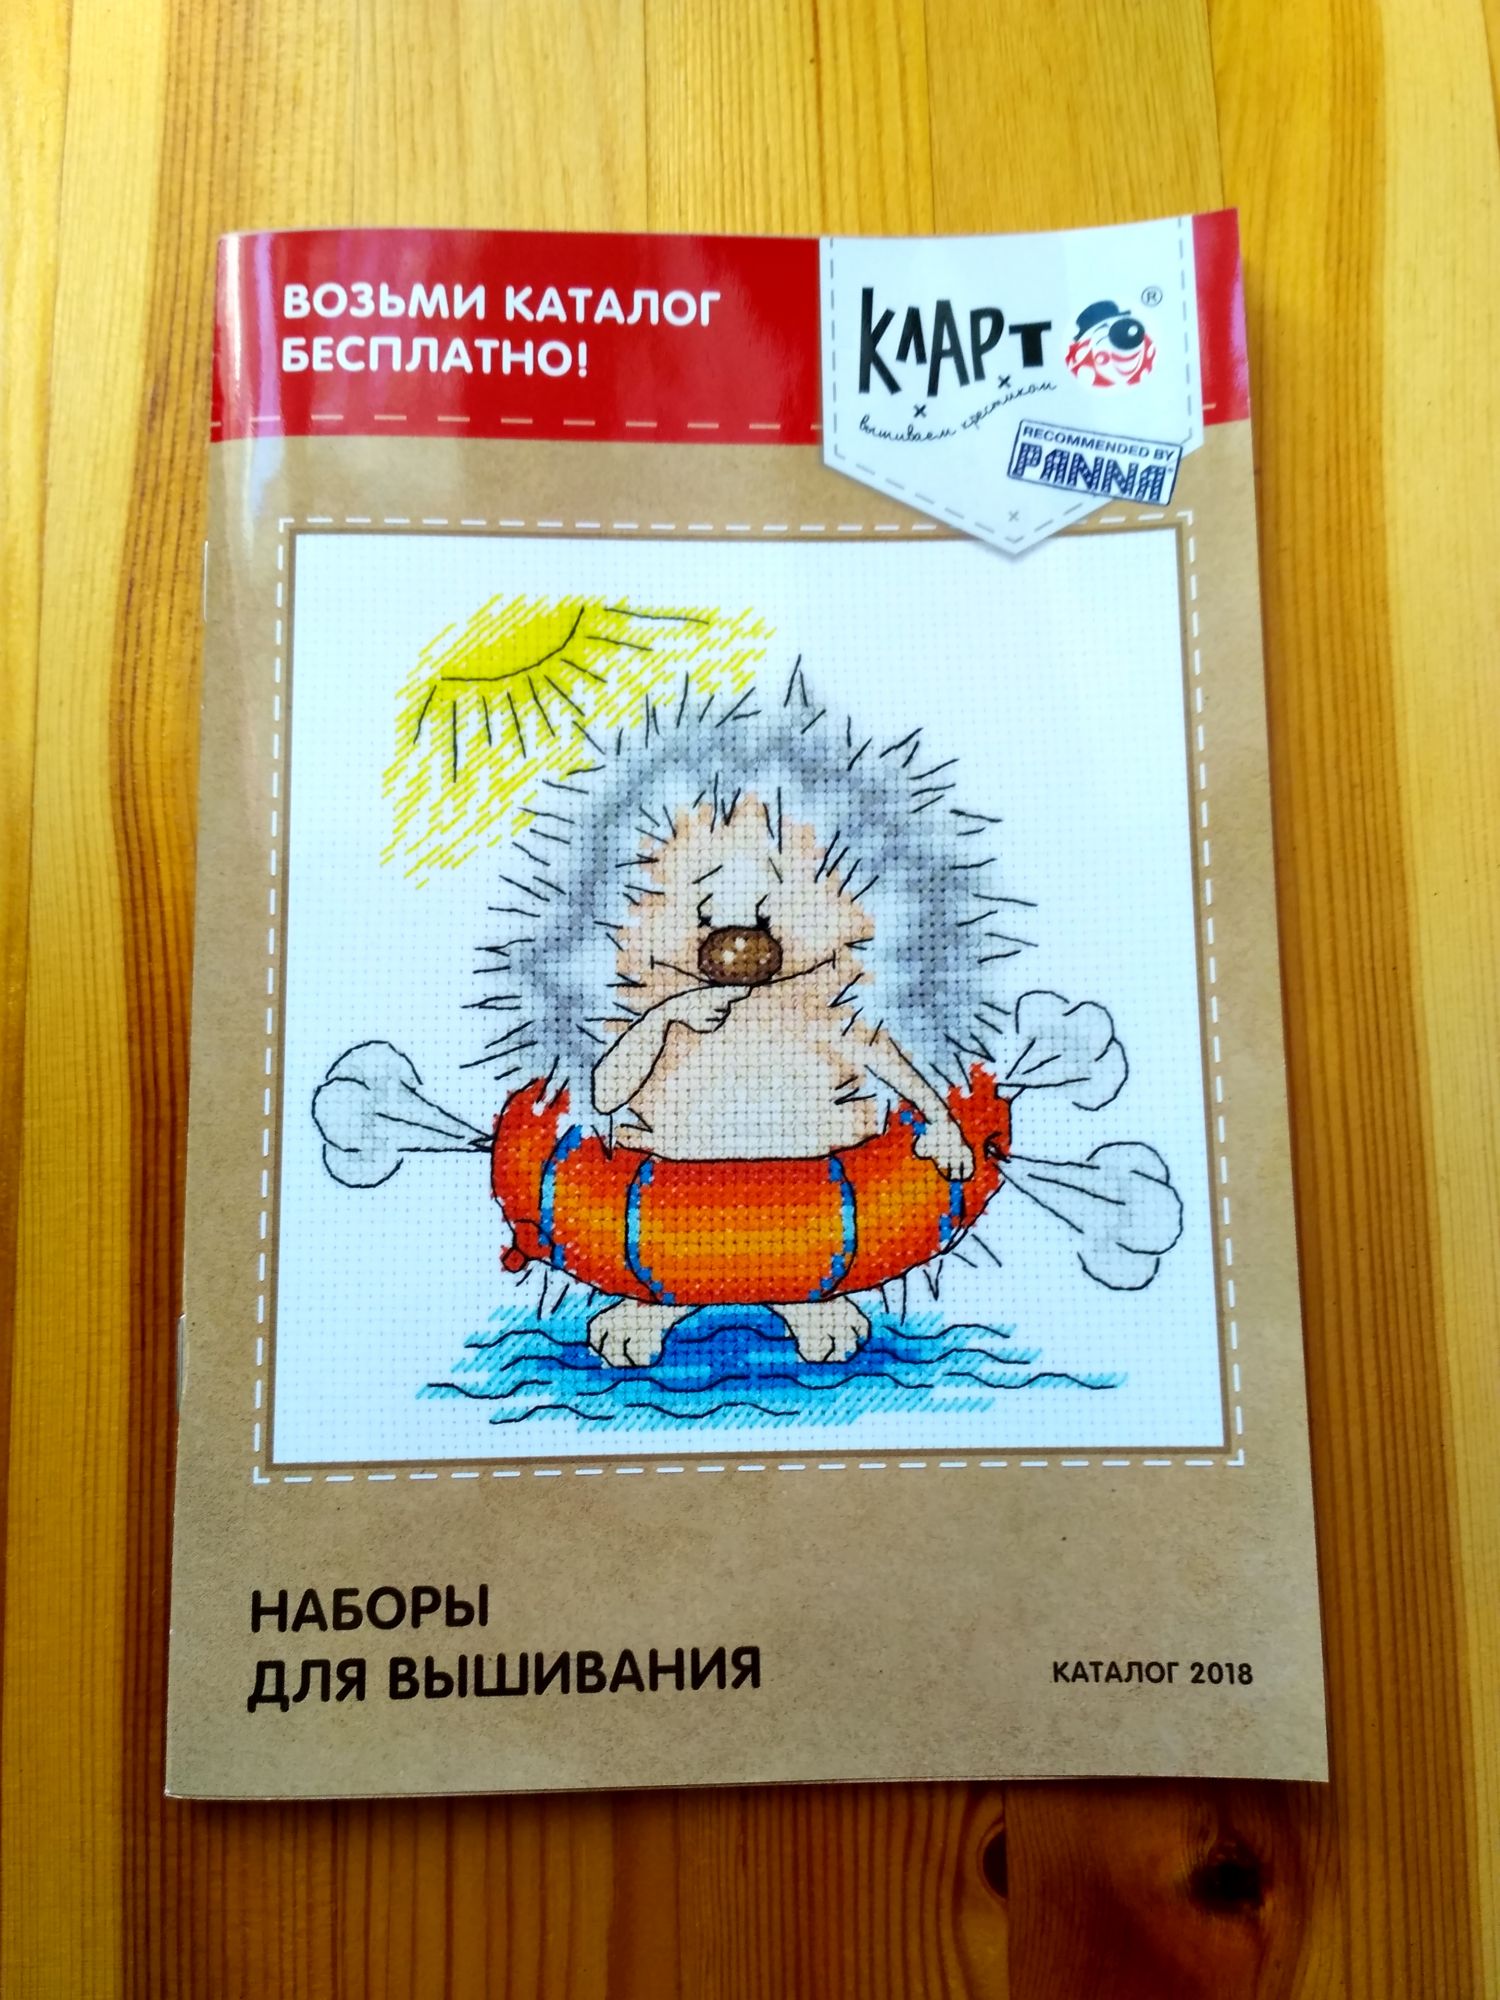 ВОЗЬМИ КАТАЛОГ
БЕСПЛАТНО!
КЛАРТ ®
вышиваем крестиком
RECOMMENDED BY
PANNA
НАБОРЫ
ДЛЯ ВЫШИВАНИЯ
КАТАЛОГ 2018